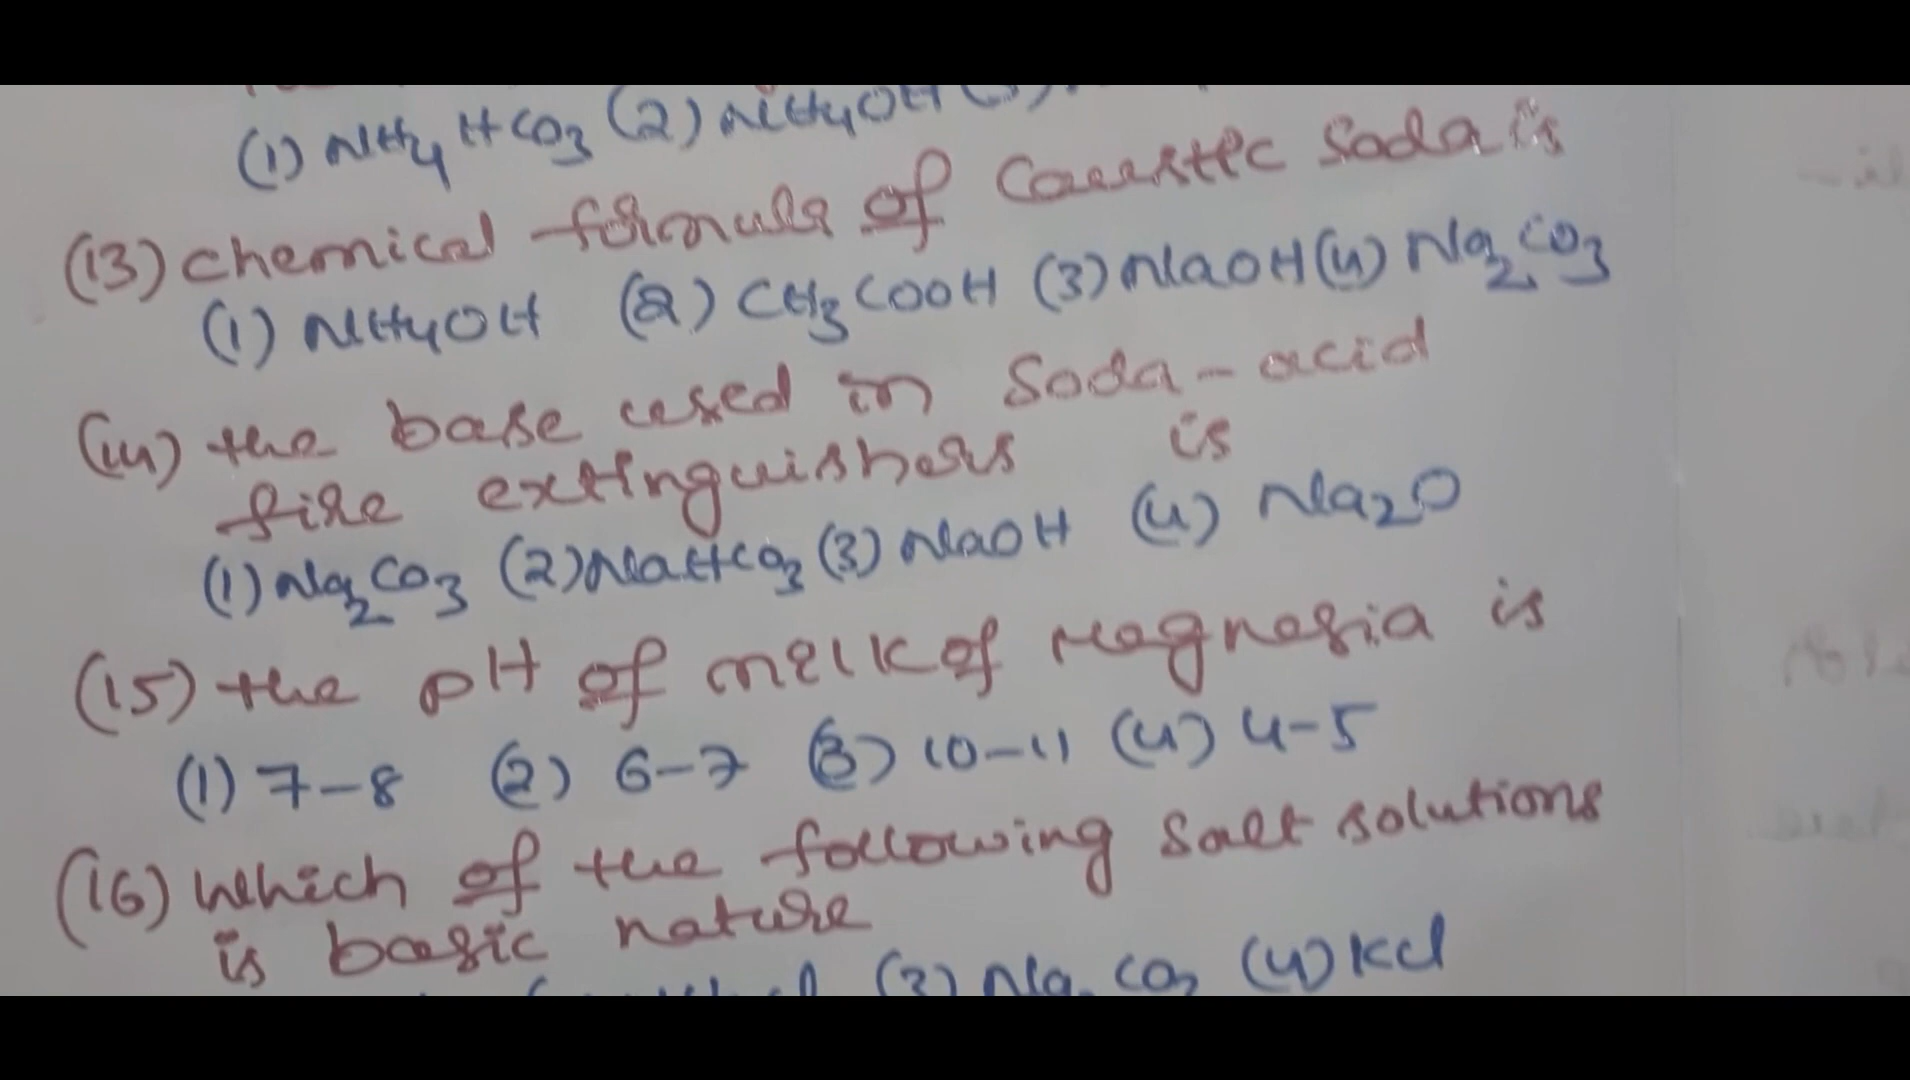 (1) NH4HCO3 (2) NH4OH
(13) chemical formula of Caustic Soda is
(1) NH4OH (2) CH3COOH (3) NaOH (4) Na2CO3
(14) the base used in Soda-acid
fire extinguishers is
(1) Na2CO3 (2) NaHCO3 (3) NaOH (4) Na2O
(15) the pH of milk of Magnesia is
(1) 7-8 (2) 6-7 (3) 10-11 (4) 4-5
(16) which of the following salt solutions
is basic nature
(3) Na2CO3 (4) KCl